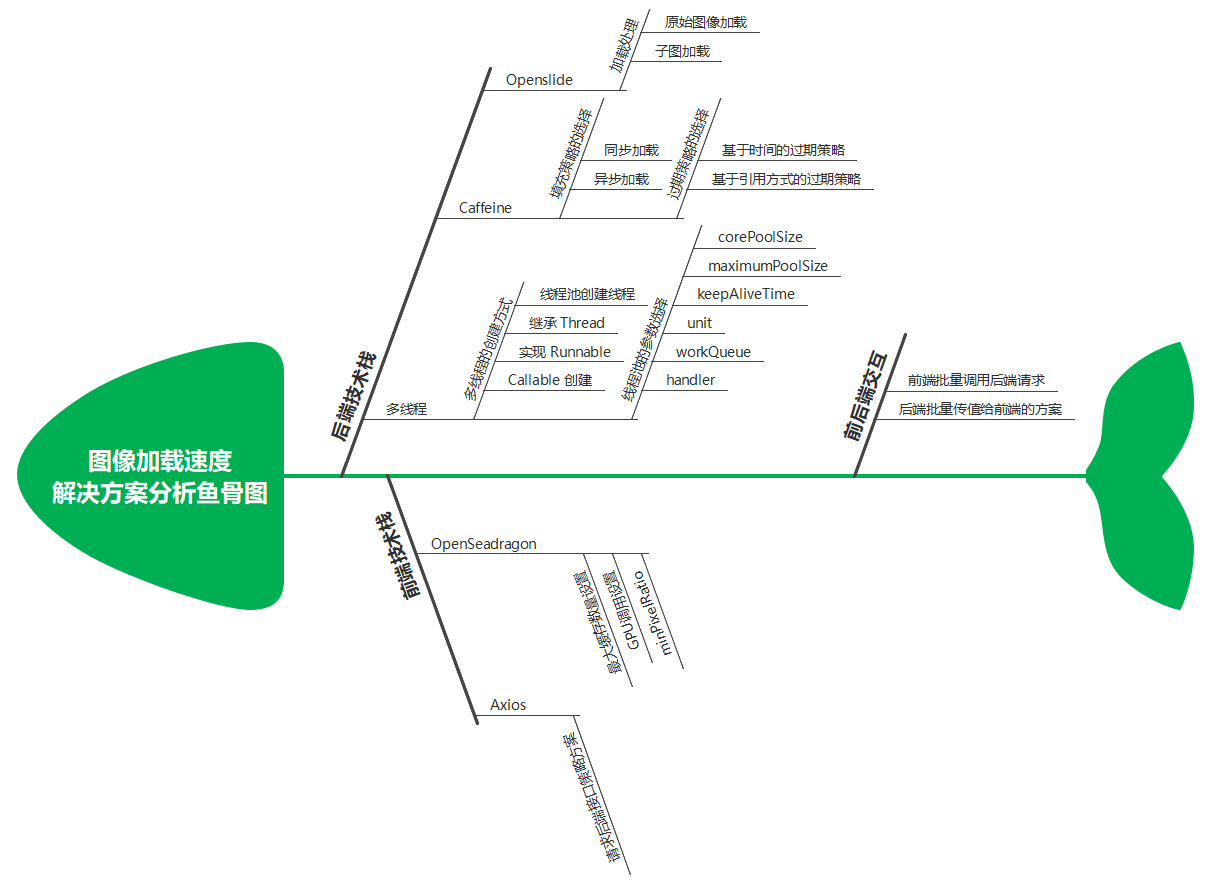 图像加载速度
解决方案分析鱼骨图
后端技术栈
Openslide
加载处理
原始图像加载
子图加载
Caffeine
填充策略的选择
同步加载
异步加载
过期策略的选择
基于时间的过期策略
基于引用方式的过期策略
多线程
多线程的创建方式
线程池创建线程
继承 Thread
实现 Runnable
Callable 创建
线程池的参数选择
corePoolSize
maximumPoolSize
keepAliveTime
unit
workQueue
handler
前端技术栈
OpenSeadragon
最大缓存数量设置
GPU调用设置
minPixelRatio
Axios
请求后端接口策略方案
前后端交互
前端批量调用后端请求
后端批量传值给前端的方案